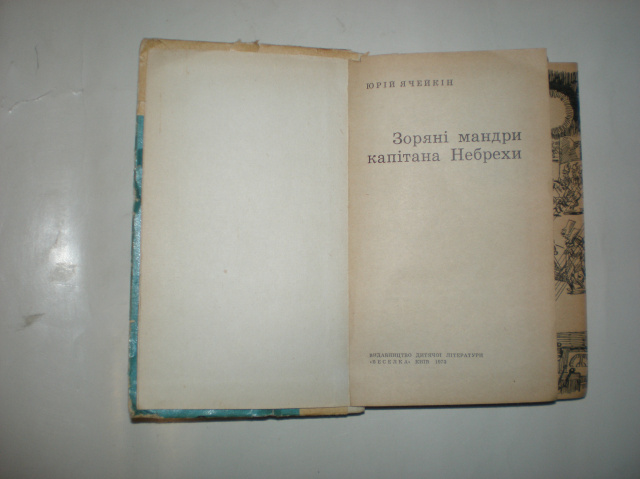 ЮРІЙ ЯЧЕЙКІН
Зоряні мандри
капітана Небрехи
ВИДАВНИЦТВО ДИТЯЧОЇ ЛІТЕРАТУРИ
«ВЕСЕЛКА» КИЇВ